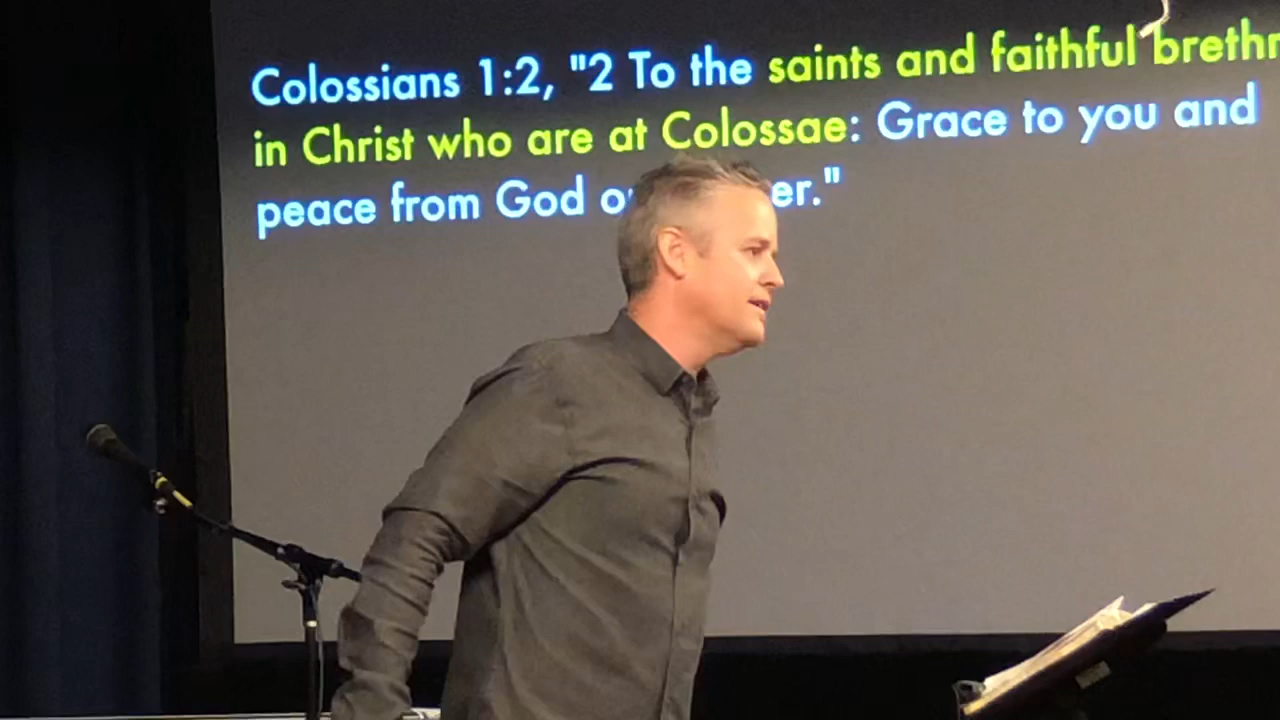 Colossians 1:2, "2 To the saints and faithful brethr
in Christ who are at Colossae: Grace to you and
peace from God o er."